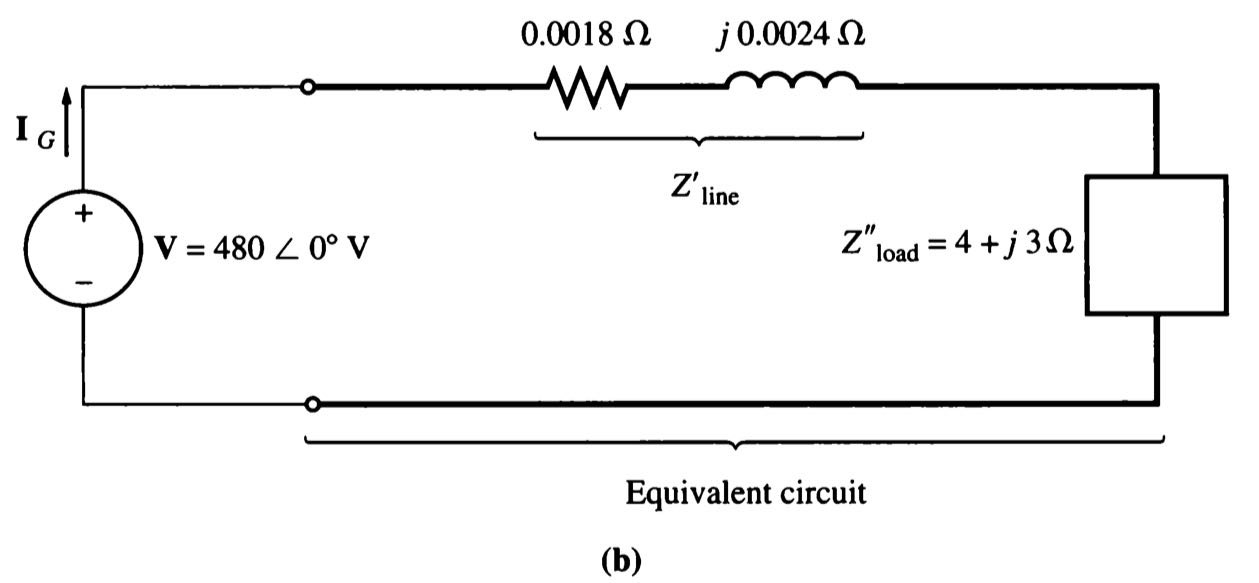 0.0018 Ω
j 0.0024 Ω
I G
Z′ line
+
V = 480 ∠ 0° V
−
Z″ load = 4 + j 3 Ω
Equivalent circuit
(b)